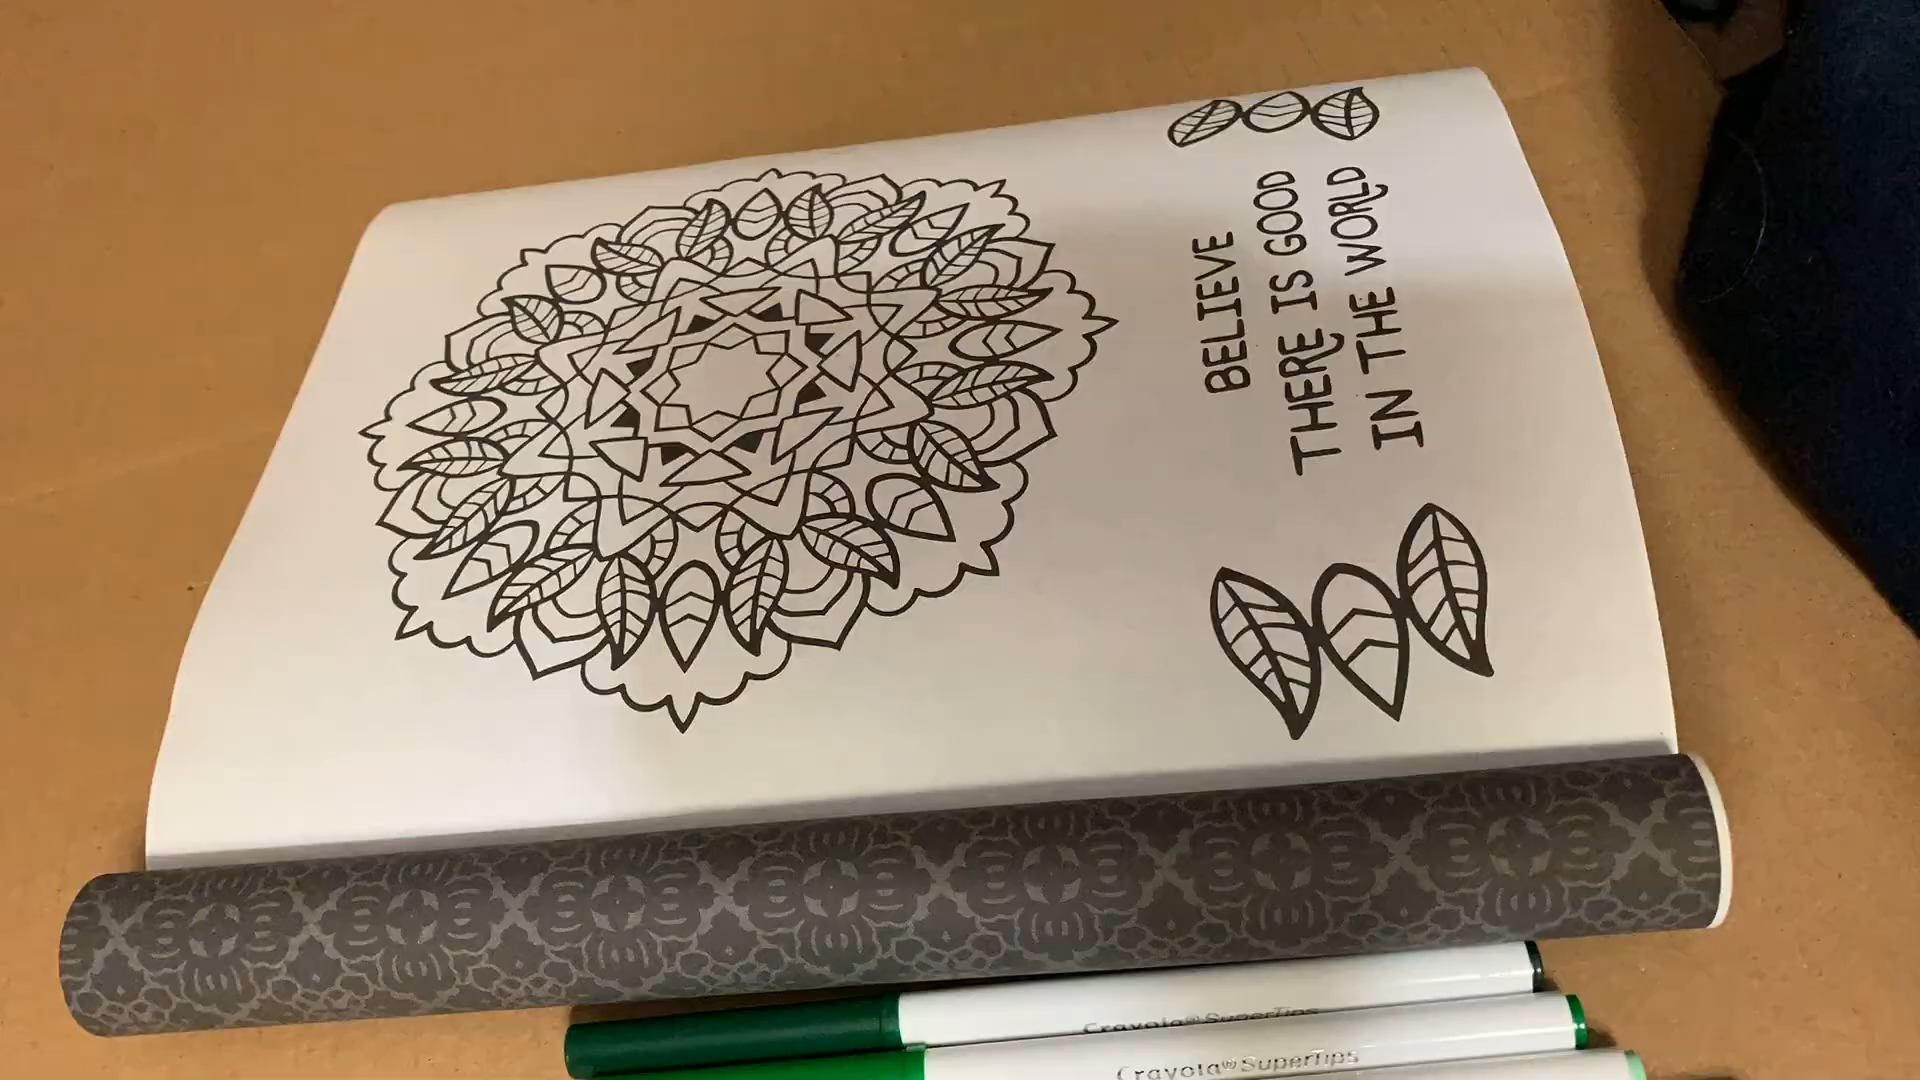 BELIEVE
THERE IS GOOD
IN THE WORLD
Crayola® SuperTips
Crayola® SuperTips